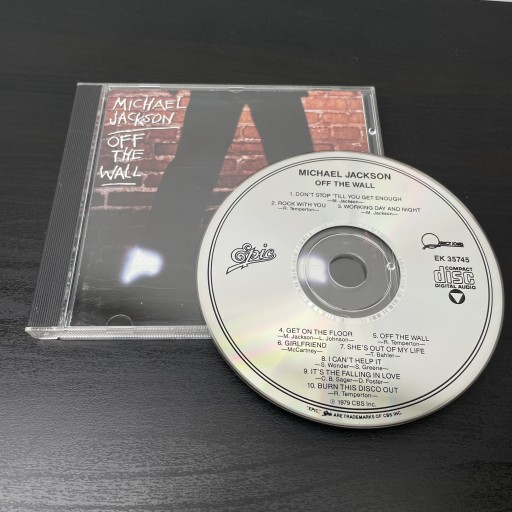 MICHAEL
JACKSON
OFF
THE
WALL
MICHAEL JACKSON
OFF THE WALL
1. DON'T STOP 'TILL YOU GET ENOUGH
—M. Jackson—
2. ROCK WITH YOU 3. WORKING DAY AND NIGHT
—R. Temperton— —M. Jackson—
Epic
QUINCY JONES
EK 35745
COMPACT
disc
DIGITAL AUDIO
4. GET ON THE FLOOR 5. OFF THE WALL
—M. Jackson—L. Johnson— —R. Temperton—
6. GIRLFRIEND 7. SHE'S OUT OF MY LIFE
—McCartney— —T. Bahler—
8. I CAN'T HELP IT
—S. Wonder—S. Greene—
9. IT'S THE FALLING IN LOVE
—C. B. Sager—D. Foster—
10. BURN THIS DISCO OUT
—R. Temperton—
℗ 1979 CBS Inc.
"EPIC," Epic ARE TRADEMARKS OF CBS INC.